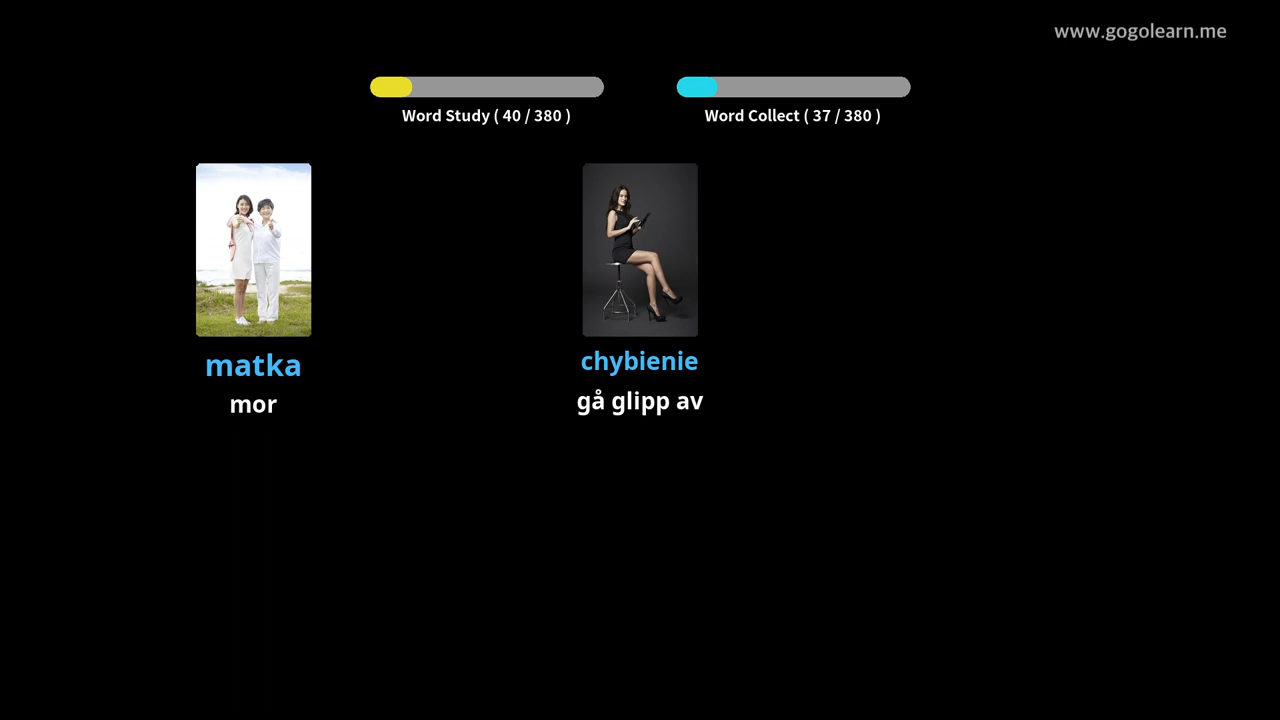 www.gogolearn.me
Word Study ( 40 / 380 )
Word Collect ( 37 / 380 )
matka
mor
chybienie
gå glipp av